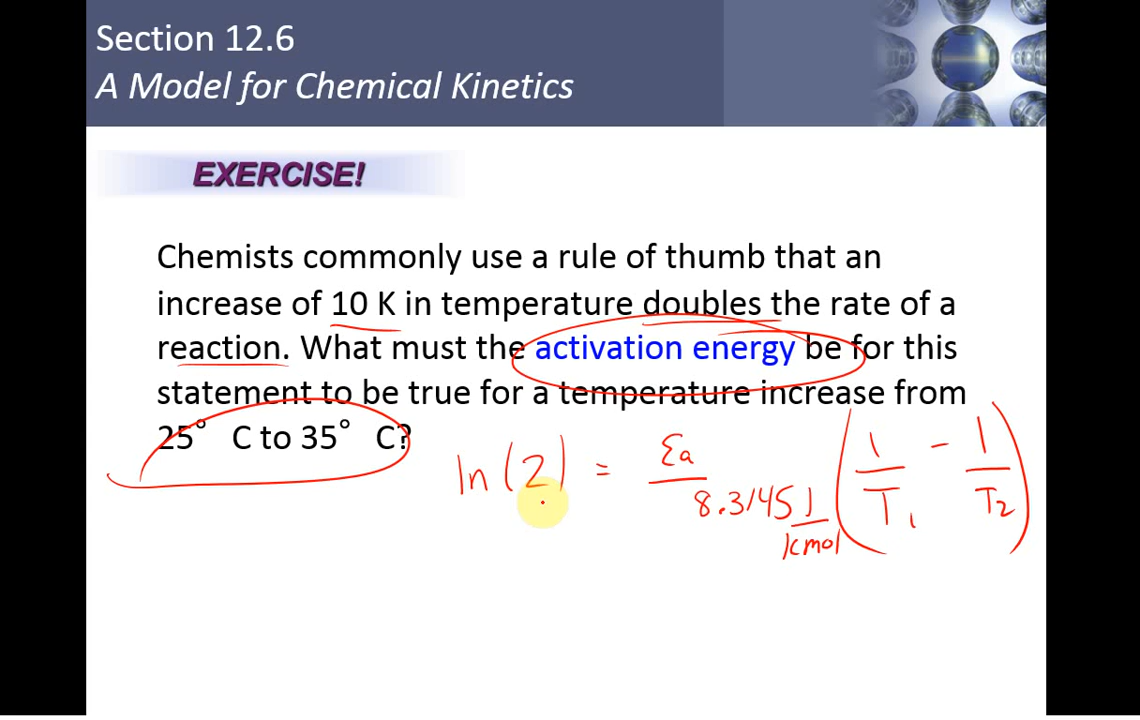 Section 12.6
A Model for Chemical Kinetics
EXERCISE!
Chemists commonly use a rule of thumb that an
increase of 10 K in temperature doubles the rate of a
reaction. What must the activation energy be for this
statement to be true for a temperature increase from
25° C to 35° C?
ln (2) = Ea / 8.3145 J/Kmol (1/T1 - 1/T2)